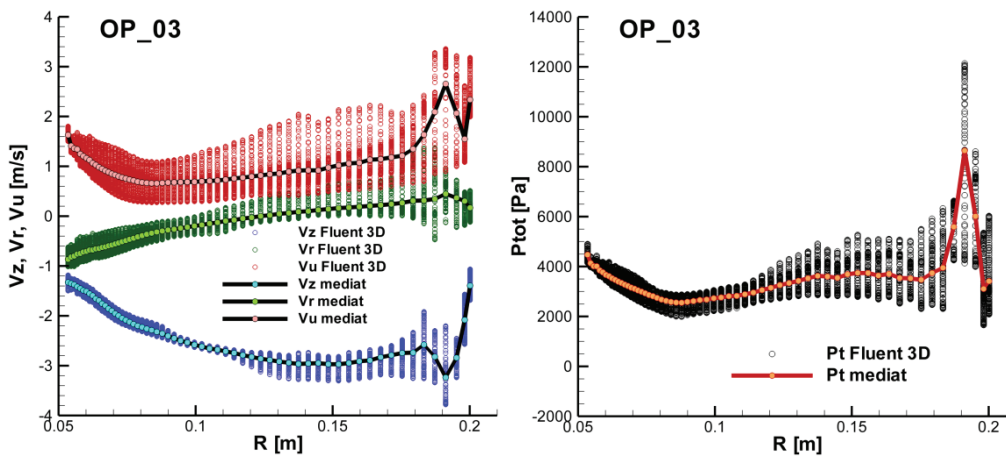 OP_03
4
3
2
1
0
-1
-2
-3
-4
Vz, Vr, Vu [m/s]
Vz Fluent 3D
Vr Fluent 3D
Vu Fluent 3D
Vz mediat
Vr mediat
Vu mediat
0.05
0.1
0.15
0.2
R [m]
OP_03
14000
12000
10000
8000
6000
4000
2000
0
-2000
Ptot [Pa]
Pt Fluent 3D
Pt mediat
0.05
0.1
0.15
0.2
R [m]